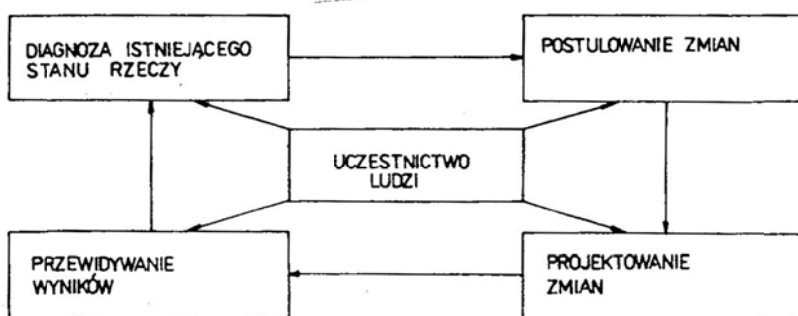 DIAGNOZA ISTNIEJĄCEGO
STANU RZECZY
POSTULOWANIE ZMIAN
UCZESTNICTWO
LUDZI
PRZEWIDYWANIE
WYNIKÓW
PROJEKTOWANIE
ZMIAN